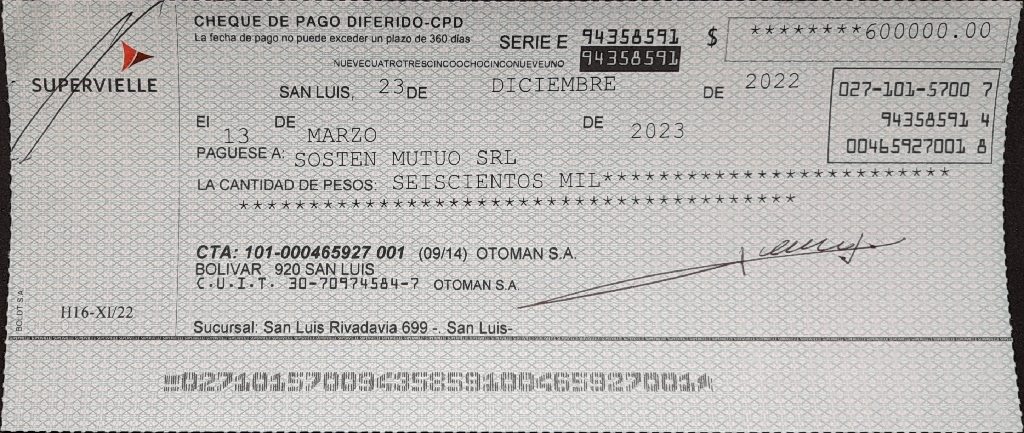 CHEQUE DE PAGO DIFERIDO-CPD
La fecha de pago no puede exceder un plazo de 360 días
SERIE E 94358591 $ ********600000.00
94358591
NUEVECUATROTRESCINCOOCHOCINCONUEVEUNO
SUPERVIELLE
SAN LUIS, 23 DE DICIEMBRE DE 2022
027-101-5700 7
94358591 4
00465927001 8
El 13 DE MARZO DE 2023
PAGUESE A: SOSTEN MUTUO SRL
LA CANTIDAD DE PESOS: SEISCIENTOS MIL*************************
******************************************
CTA: 101-000465927 001 (09/14) OTOMAN S.A.
BOLIVAR 920 SAN LUIS
C.U.I.T. 30-70974584-7 OTOMAN S.A.
BOLDT S.A.
H16-XI/22
Sucursal: San Luis Rivadavia 699 -. San Luis-
02710157009435859100465927001